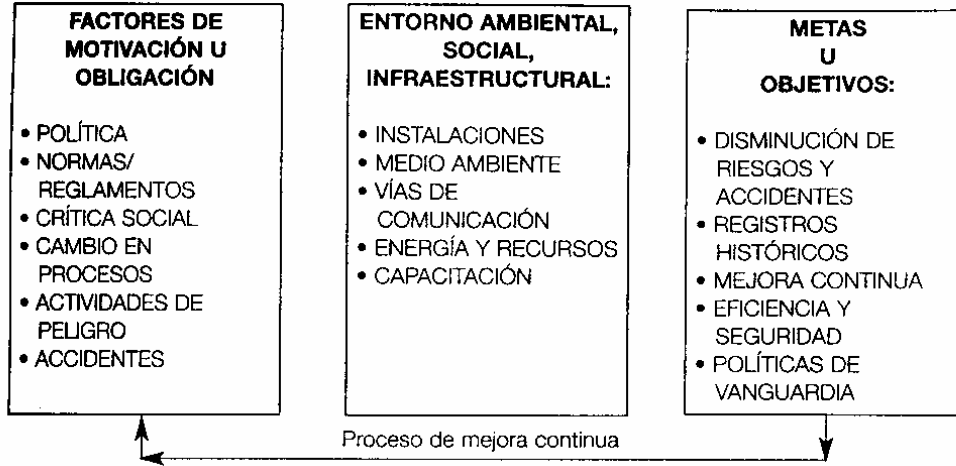 FACTORES DE
MOTIVACIÓN U
OBLIGACIÓN
• POLÍTICA
• NORMAS/
REGLAMENTOS
• CRÍTICA SOCIAL
• CAMBIO EN
PROCESOS
• ACTIVIDADES DE
PELIGRO
• ACCIDENTES
ENTORNO AMBIENTAL,
SOCIAL,
INFRAESTRUCTURAL:
• INSTALACIONES
• MEDIO AMBIENTE
• VÍAS DE
COMUNICACIÓN
• ENERGÍA Y RECURSOS
• CAPACITACIÓN
METAS
U
OBJETIVOS:
• DISMINUCIÓN DE
RIESGOS Y
ACCIDENTES
• REGISTROS
HISTÓRICOS
• MEJORA CONTINUA
• EFICIENCIA Y
SEGURIDAD
• POLÍTICAS DE
VANGUARDIA
Proceso de mejora continua